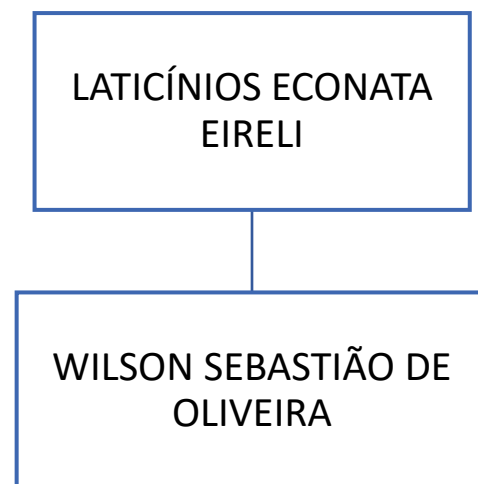 LATICÍNIOS ECONATA
EIRELI
WILSON SEBASTIÃO DE
OLIVEIRA